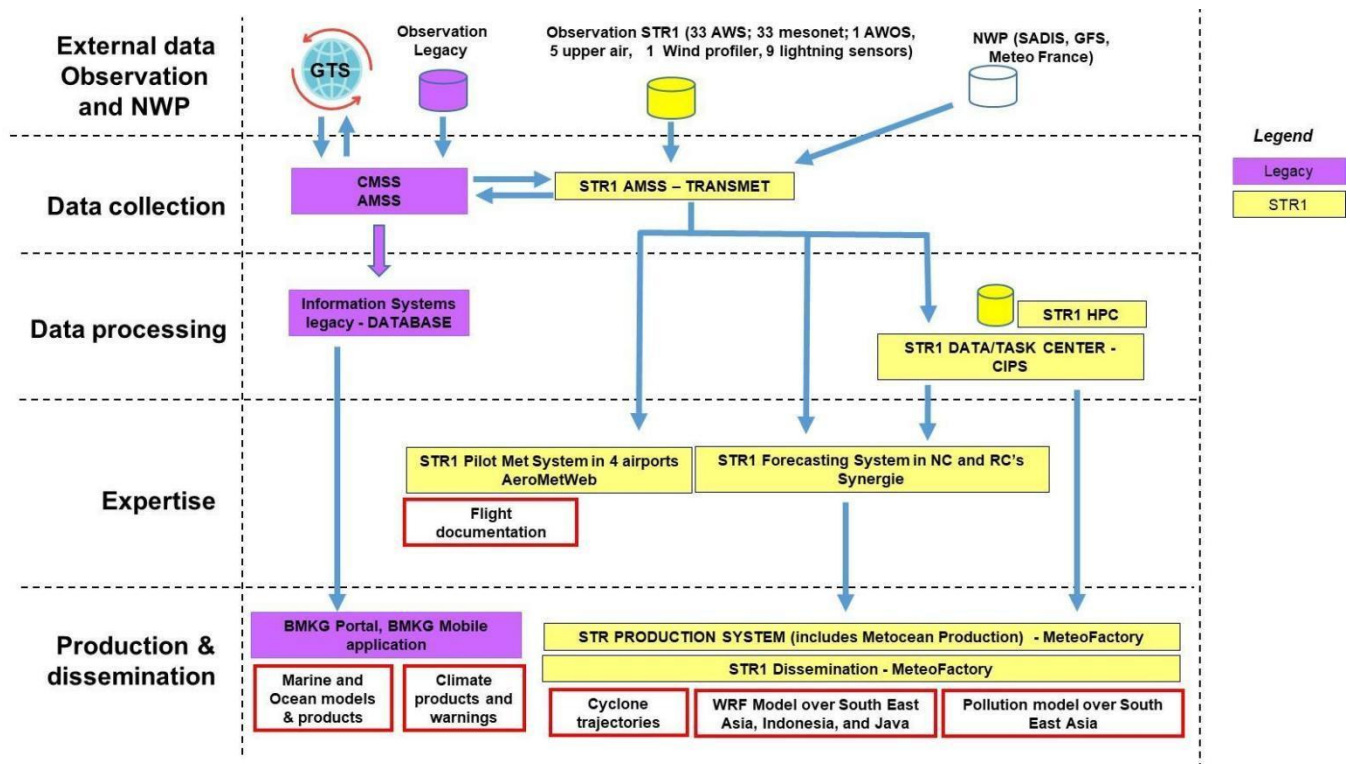 External data
Observation
and NWP
GTS
Observation
Legacy
Observation STR1 (33 AWS; 33 mesonet; 1 AWOS,
5 upper air, 1 Wind profiler, 9 lightning sensors)
NWP (SADIS, GFS,
Meteo France)
Legend
Legacy
STR1
Data collection
CMSS
AMSS
STR1 AMSS – TRANSMET
Data processing
Information Systems
legacy - DATABASE
STR1 HPC
STR1 DATA/TASK CENTER -
CIPS
Expertise
STR1 Pilot Met System in 4 airports
AeroMetWeb
STR1 Forecasting System in NC and RC's
Synergie
Flight
documentation
Production &
dissemination
BMKG Portal, BMKG Mobile
application
STR PRODUCTION SYSTEM (includes Metocean Production) - MeteoFactory
STR1 Dissemination - MeteoFactory
Marine and
Ocean models
& products
Climate
products and
warnings
Cyclone
trajectories
WRF Model over South East
Asia, Indonesia, and Java
Pollution model over South
East Asia